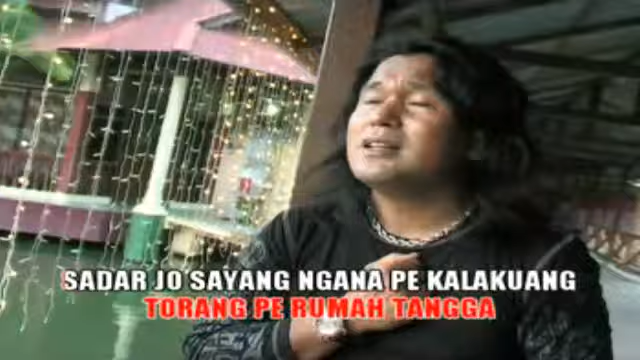 SADAR JO SAYANG NGANA PE KALAKUANG
TORANG PE RUMAH TANGGA